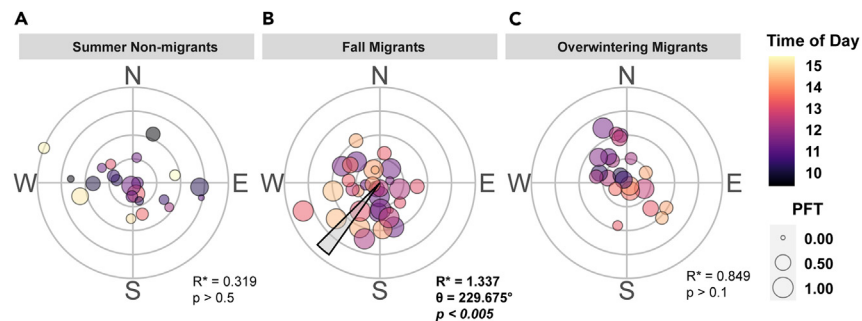 A
Summer Non-migrants
N
W
E
S
R* = 0.319
p > 0.5
B
Fall Migrants
N
S
R* = 1.337
θ = 229.675°
p < 0.005
C
Overwintering Migrants
N
W
E
S
R* = 0.849
p > 0.1
Time of Day
15
14
13
12
11
10
PFT
0.00
0.50
1.00